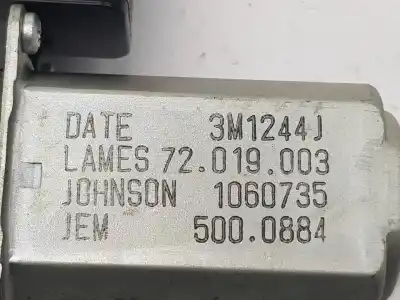 DATE 3M1244J
LAMES 72.019.003
JOHNSON 1060735
JEM 500.0884